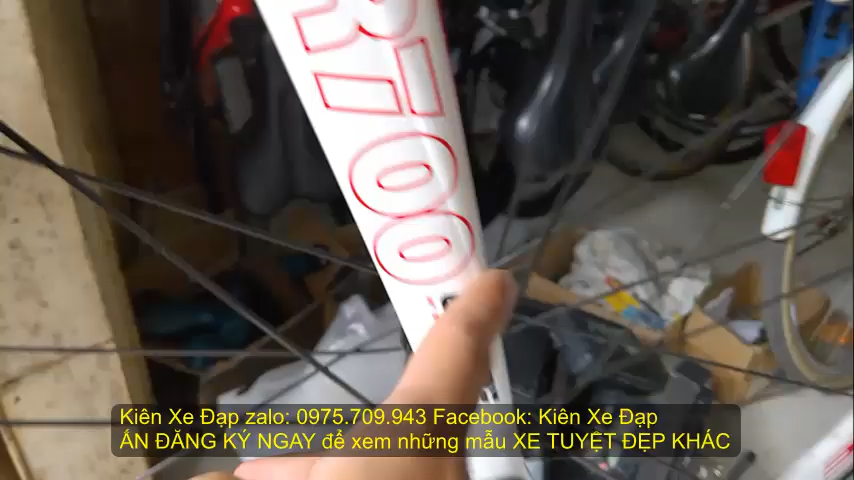 RTOO
Kiên Xe Đạp zalo: 0975.709.943 Facebook: Kiên Xe Đạp
ẤN ĐĂNG KÝ NGAY để xem những mẫu XE TUYỆT ĐẸP KHÁC